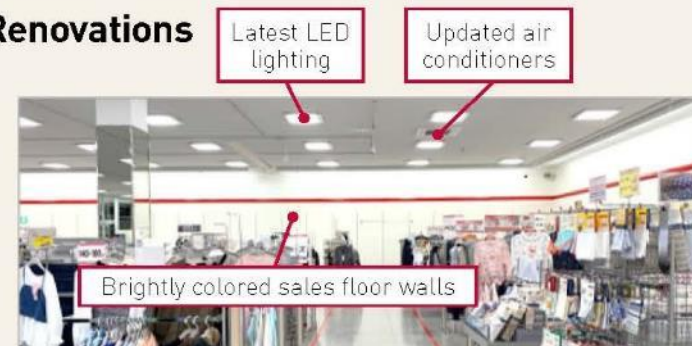 Renovations
Latest LED
lighting
Updated air
conditioners
Brightly colored sales floor walls